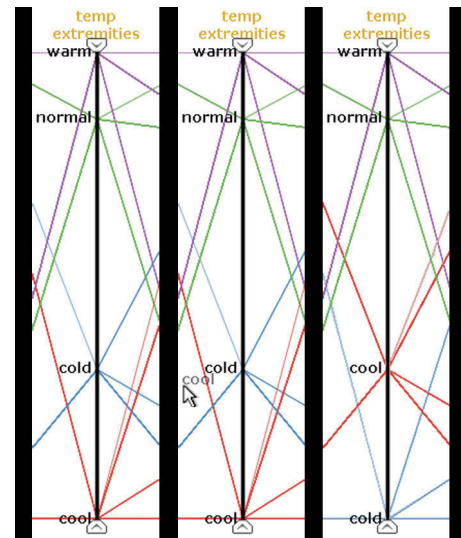 temp
extremities
warm
normal
cold
cool
temp
extremities
warm
normal
cold
cool
cool
temp
extremities
warm
normal
cool
cold